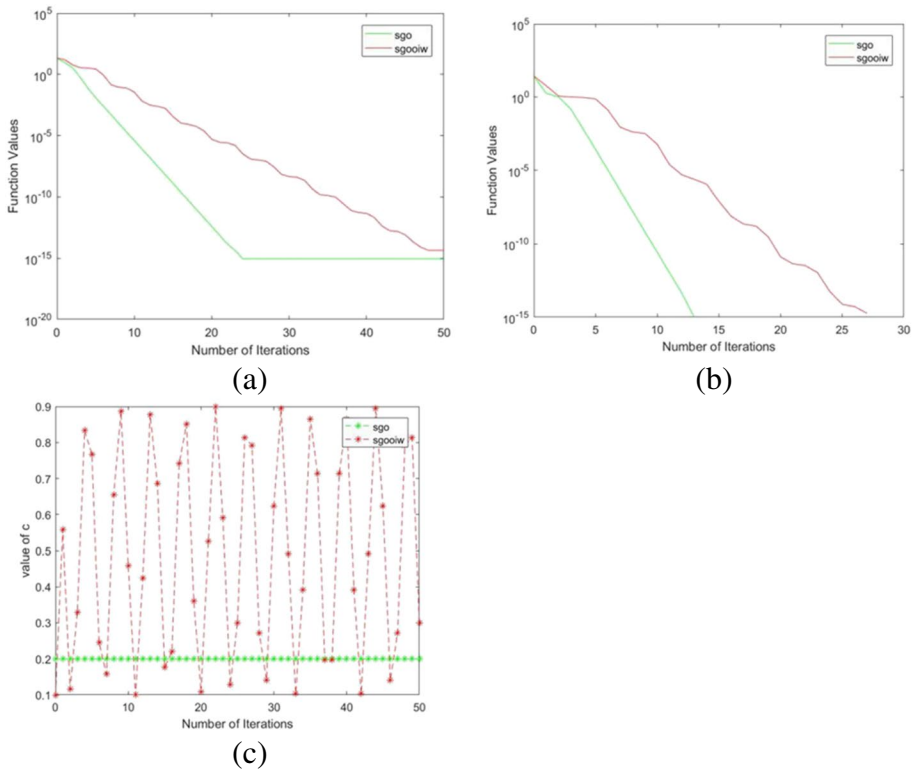 10^5
10^0
10^-5
10^-10
10^-15
10^-20
Function Values
0 10 20 30 40 50
Number of Iterations
sgo
sgooiw
(a)
10^5
10^0
10^-5
10^-10
10^-15
Function Values
0 5 10 15 20 25 30
Number of Iterations
sgo
sgooiw
(b)
0.9
0.8
0.7
0.6
0.5
0.4
0.3
0.2
0.1
value of c
0 10 20 30 40 50
Number of Iterations
sgo
sgooiw
(c)